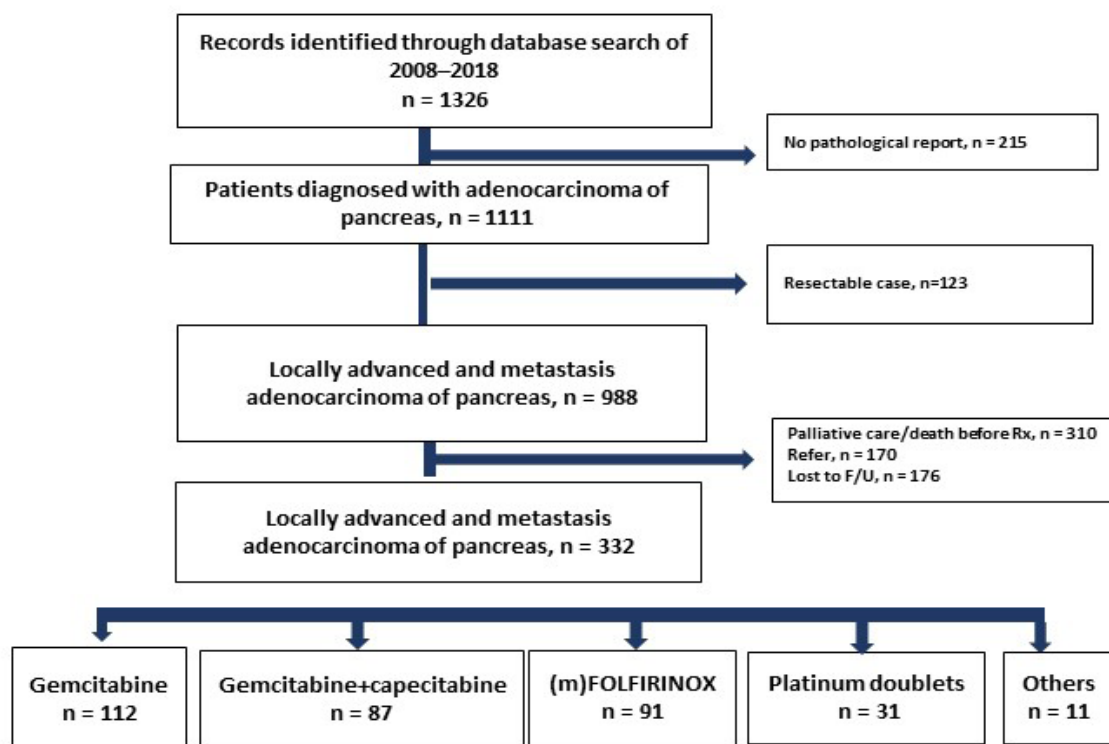 Records identified through database search of
2008–2018
n = 1326
No pathological report, n = 215
Patients diagnosed with adenocarcinoma of
pancreas, n = 1111
Resectable case, n=123
Locally advanced and metastasis
adenocarcinoma of pancreas, n = 988
Palliative care/death before Rx, n = 310
Refer, n = 170
Lost to F/U, n = 176
Locally advanced and metastasis
adenocarcinoma of pancreas, n = 332
Gemcitabine
n = 112
Gemcitabine+capecitabine
n = 87
(m)FOLFIRINOX
n = 91
Platinum doublets
n = 31
Others
n = 11